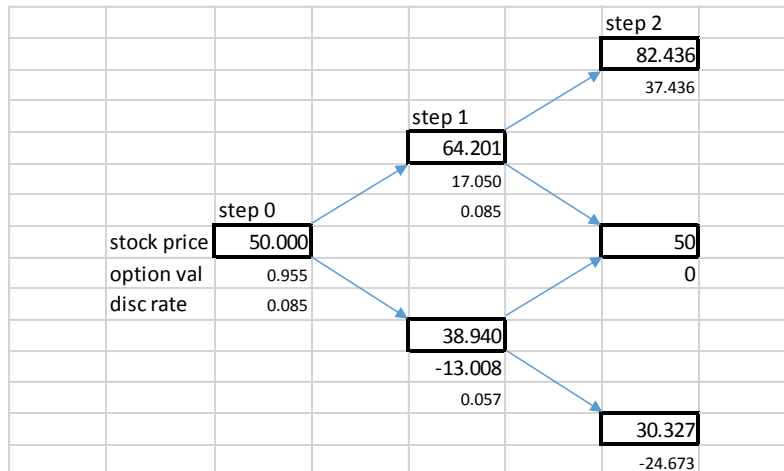 step 2
82.436
37.436
step 1
64.201
17.050
0.085
step 0
stock price 50.000 50
option val 0.955 0
disc rate 0.085
38.940
-13.008
0.057
30.327
-24.673